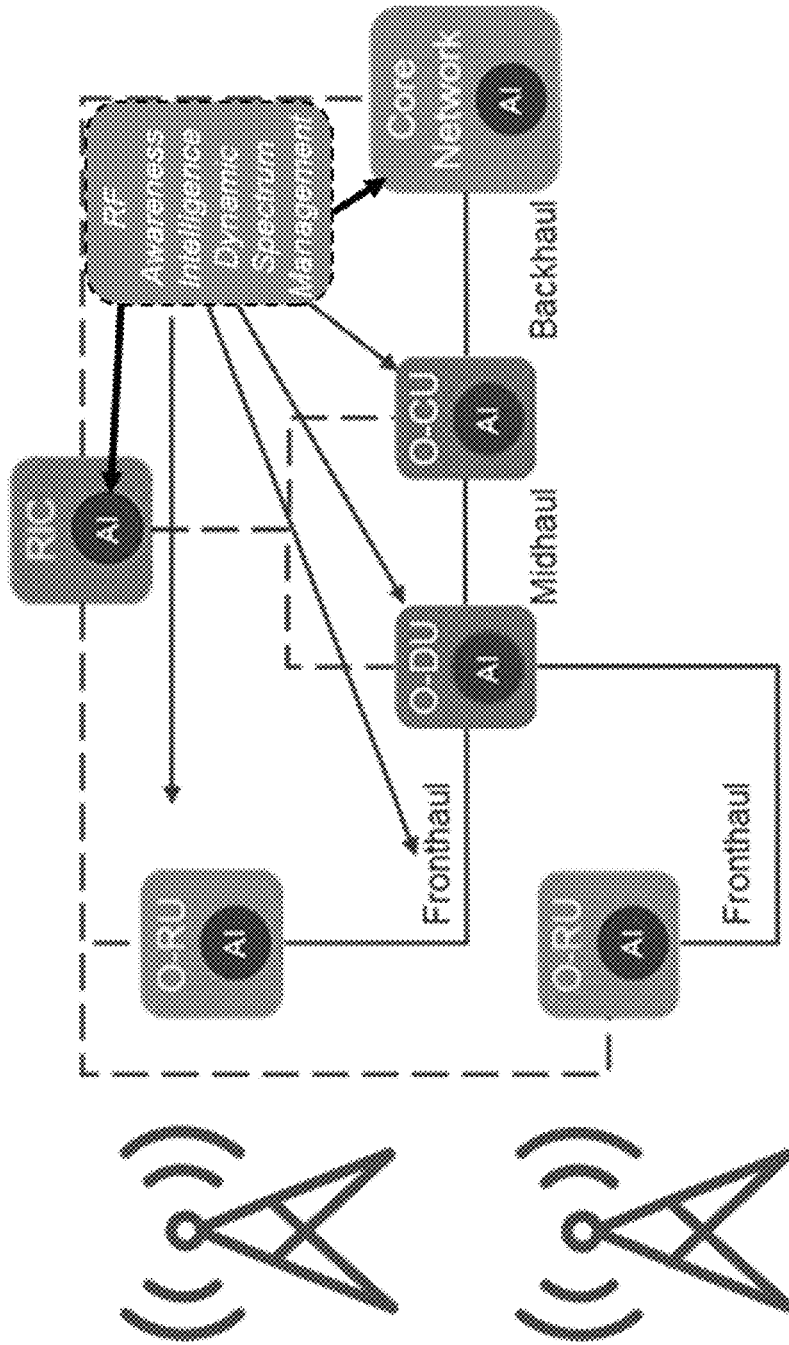 RIC
AI
RF
Awareness
Intelligence
Dynamic
Spectrum
Management
O-RU
AI
Fronthaul
O-DU
AI
Midhaul
O-CU
AI
Backhaul
Core
Network
AI
O-RU
AI
Fronthaul